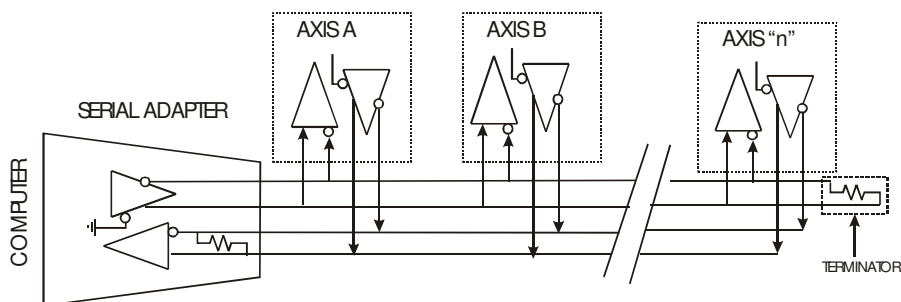 AXIS A
AXIS B
AXIS "n"
SERIAL ADAPTER
COMPUTER
TERMINATOR